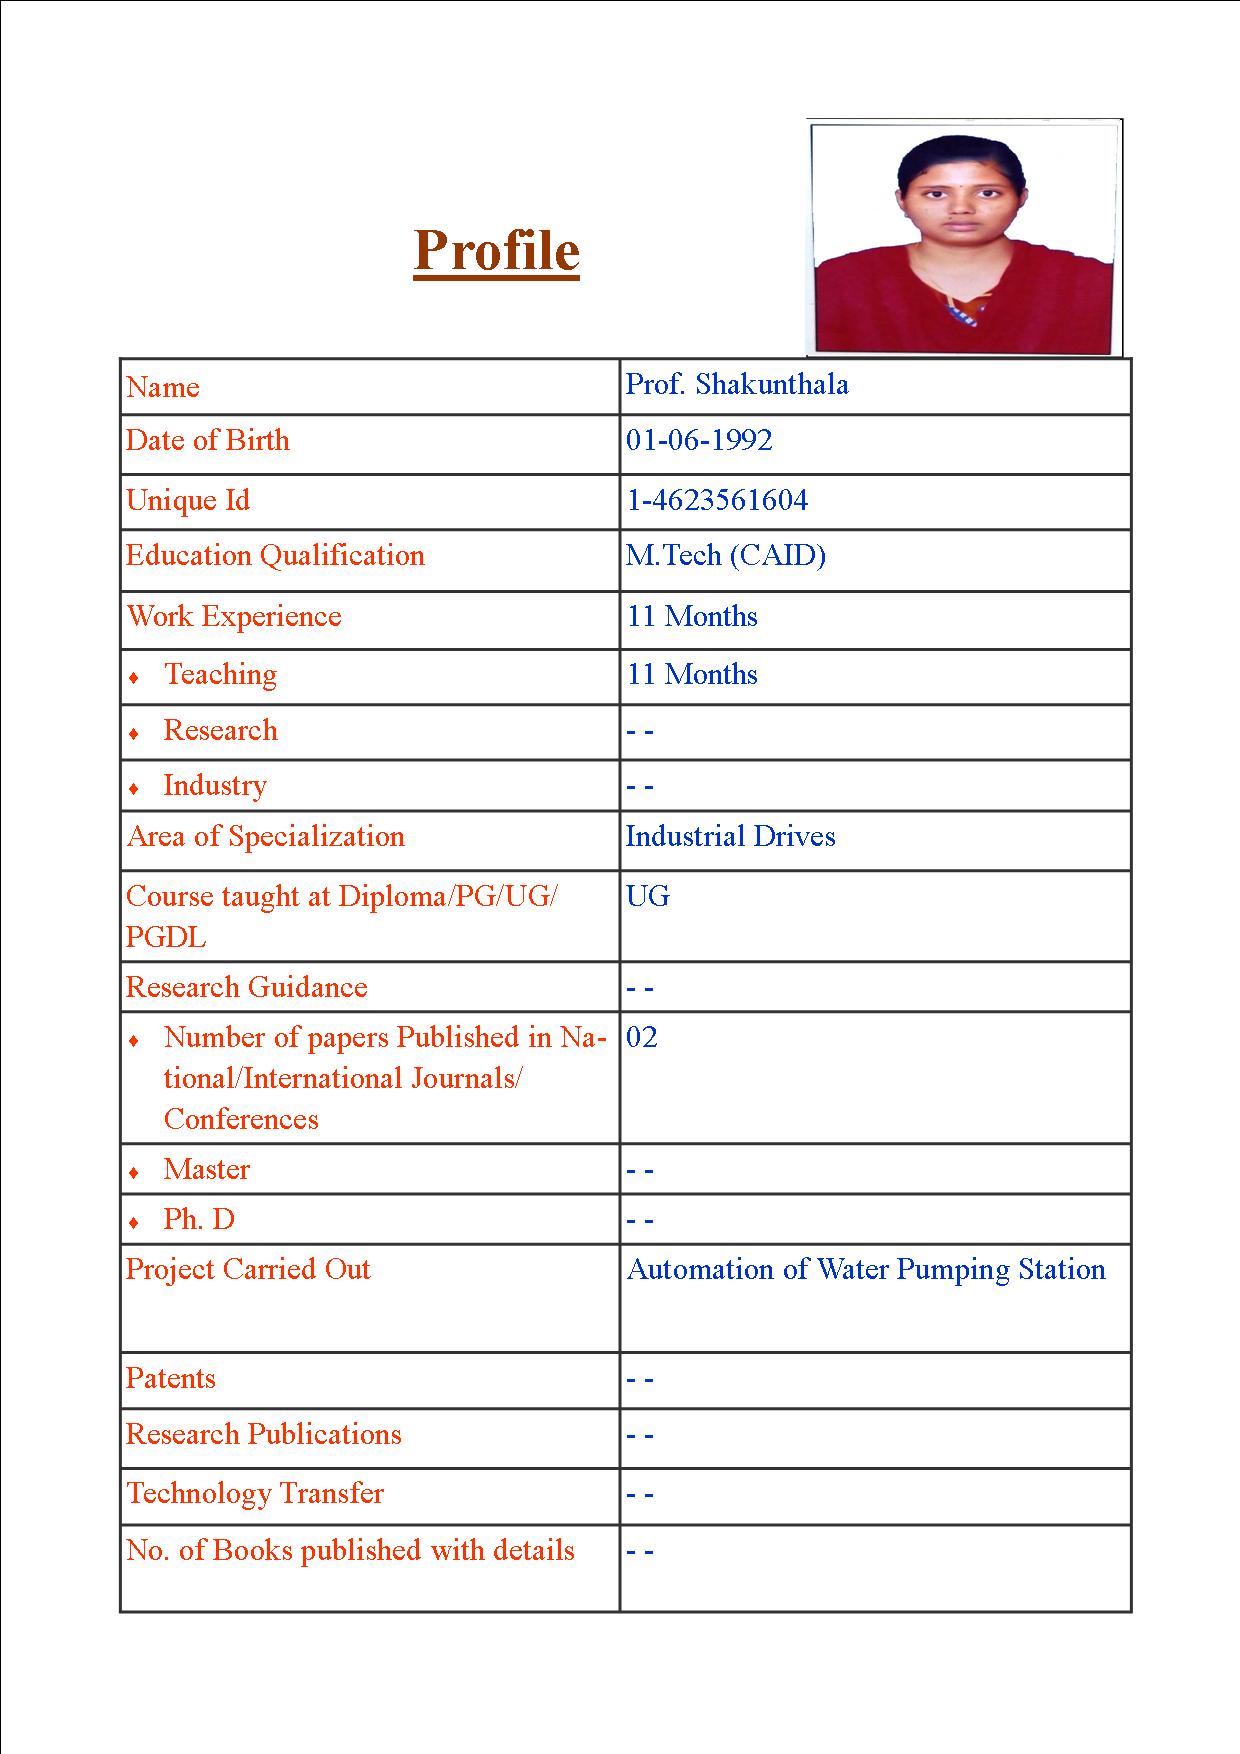 Profile
Name Prof. Shakunthala
Date of Birth 01-06-1992
Unique Id 1-4623561604
Education Qualification M.Tech (CAID)
Work Experience 11 Months
♦ Teaching 11 Months
♦ Research - -
♦ Industry - -
Area of Specialization Industrial Drives
Course taught at Diploma/PG/UG/ UG
PGDL
Research Guidance - -
♦ Number of papers Published in Na- 02
tional/International Journals/
Conferences
♦ Master - -
♦ Ph. D - -
Project Carried Out Automation of Water Pumping Station
Patents - -
Research Publications - -
Technology Transfer - -
No. of Books published with details - -